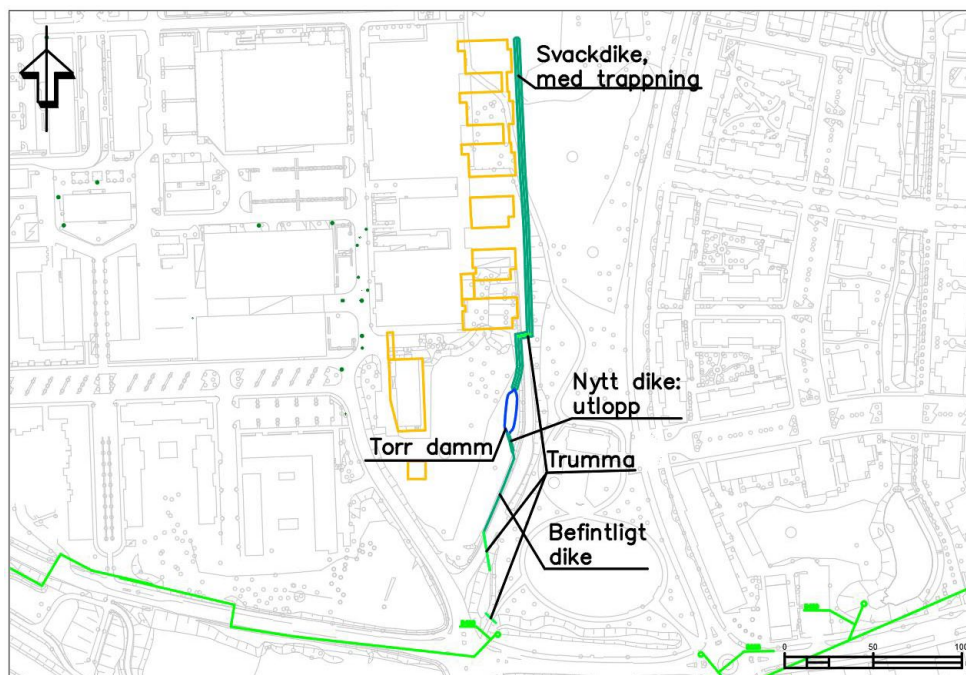 Svackdike,
med trappning
Nytt dike:
utlopp
Torr damm
Trumma
Befintligt
dike
0
50
100